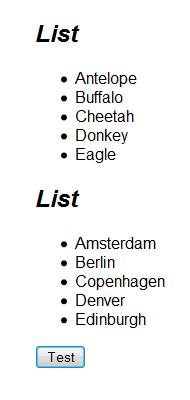 List
Antelope
Buffalo
Cheetah
Donkey
Eagle
List
Amsterdam
Berlin
Copenhagen
Denver
Edinburgh
Test